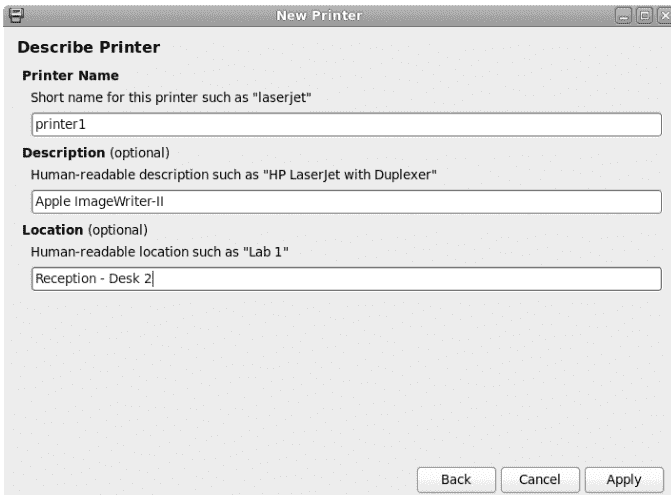 New Printer
Describe Printer
Printer Name
Short name for this printer such as "laserjet"
printer1
Description (optional)
Human-readable description such as "HP LaserJet with Duplexer"
Apple ImageWriter-II
Location (optional)
Human-readable location such as "Lab 1"
Reception - Desk 2
Back Cancel Apply